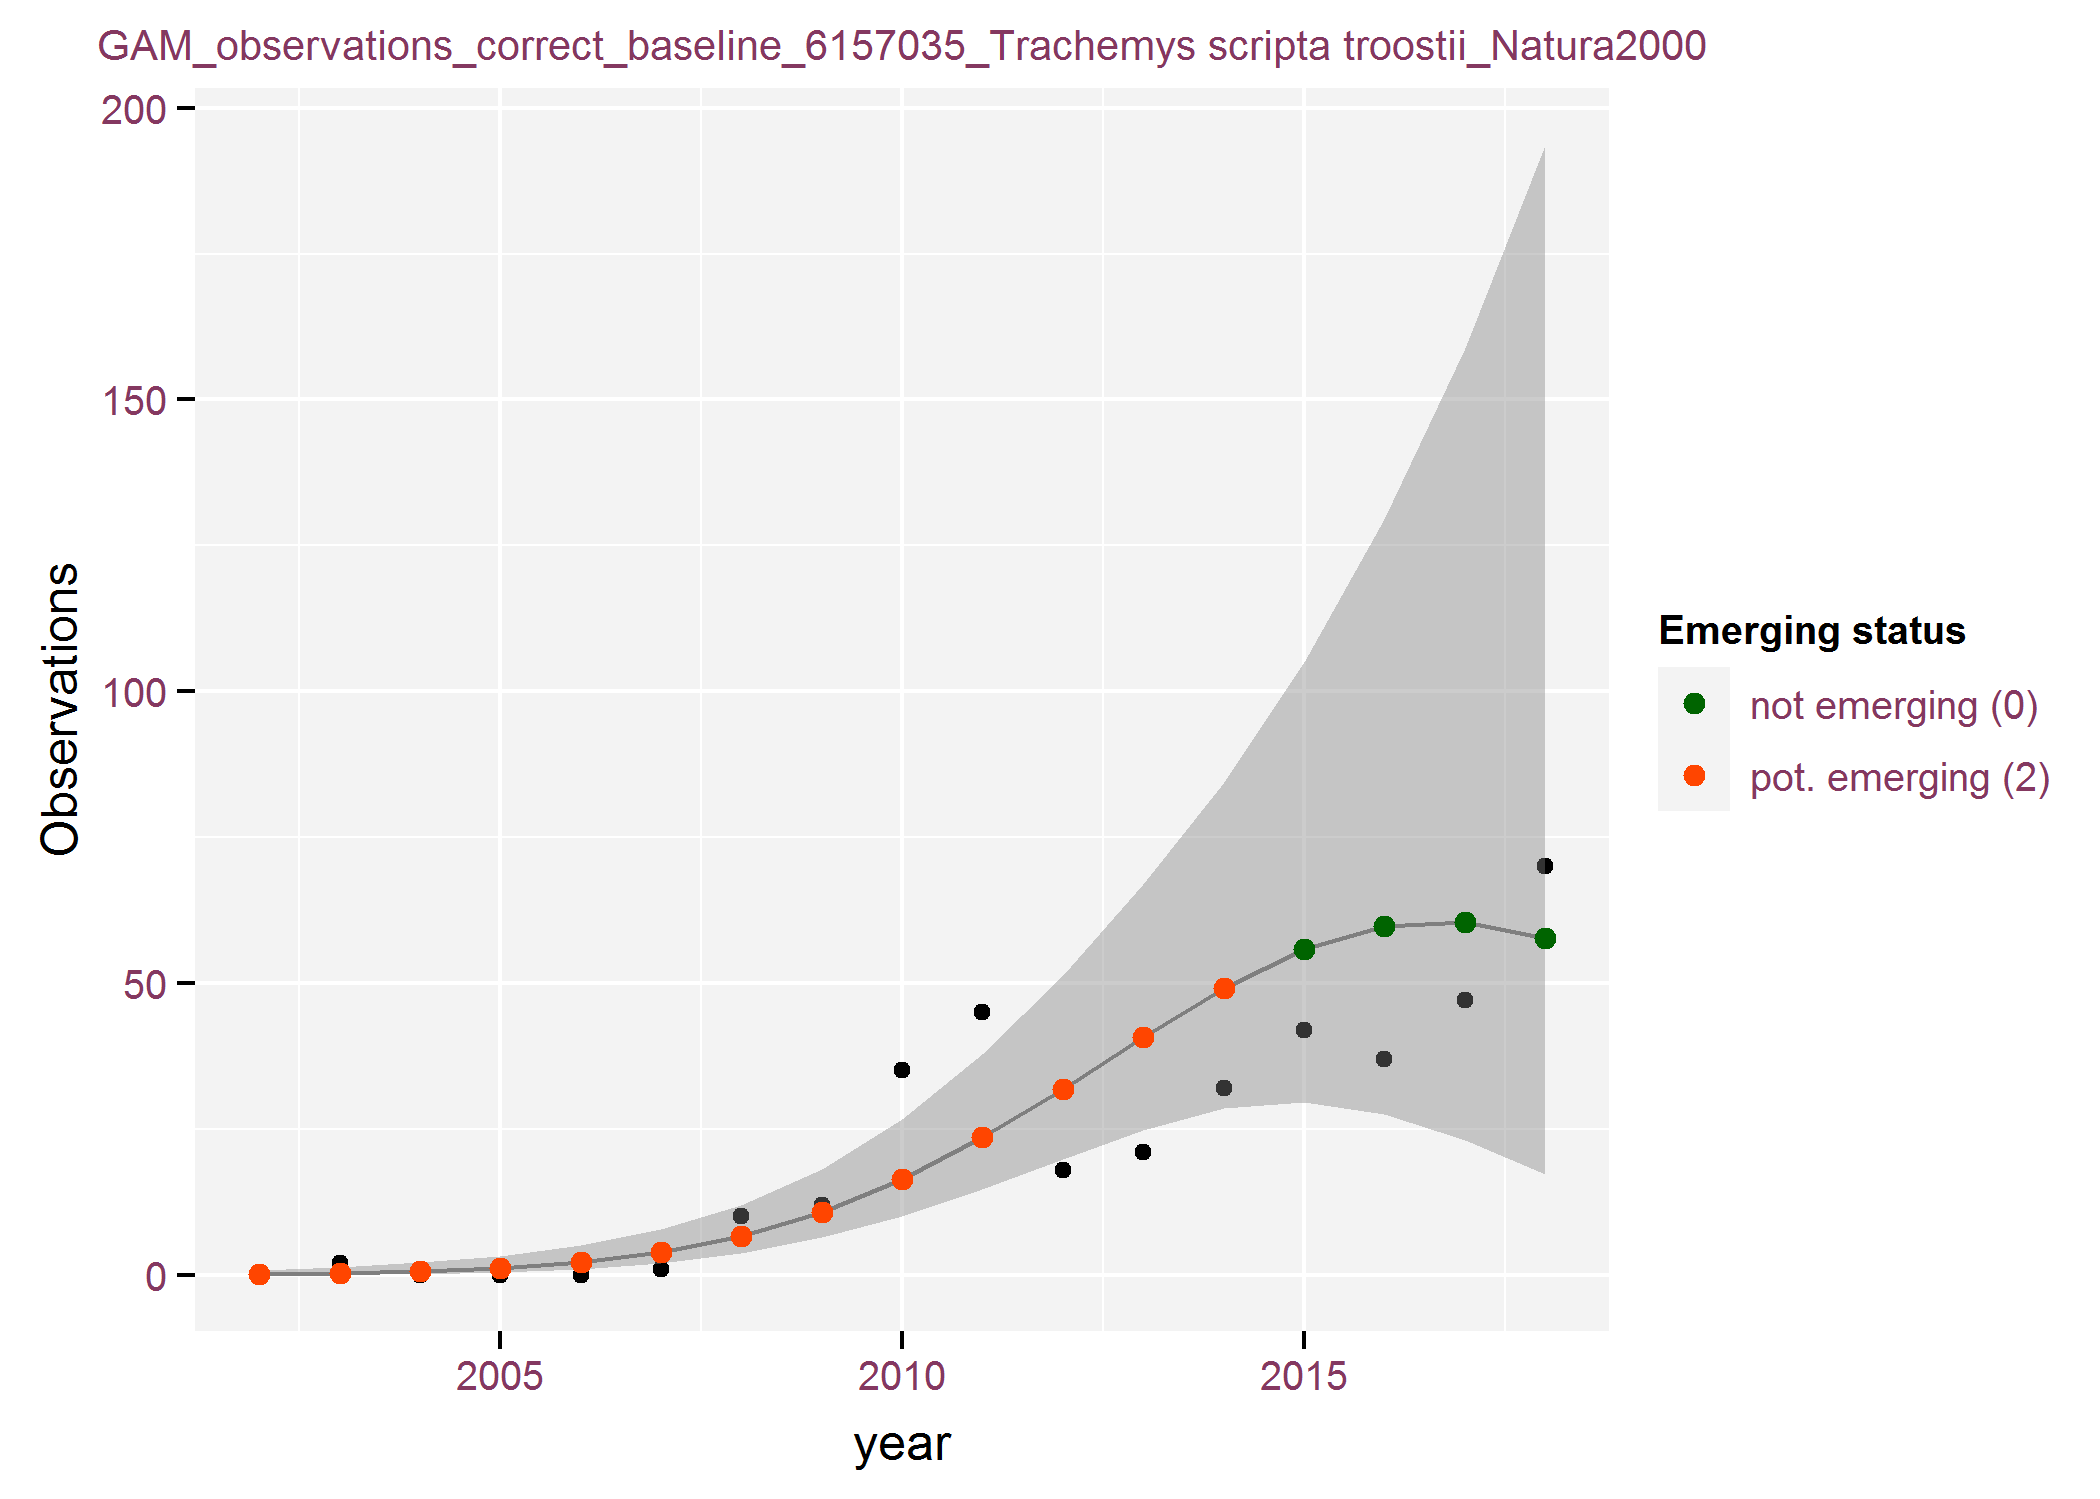 GAM_observations_correct_baseline_6157035_Trachemys scripta troostii_Natura2000
200
150
100
50
0
Observations
2005 2010 2015
year
Emerging status
not emerging (0)
pot. emerging (2)